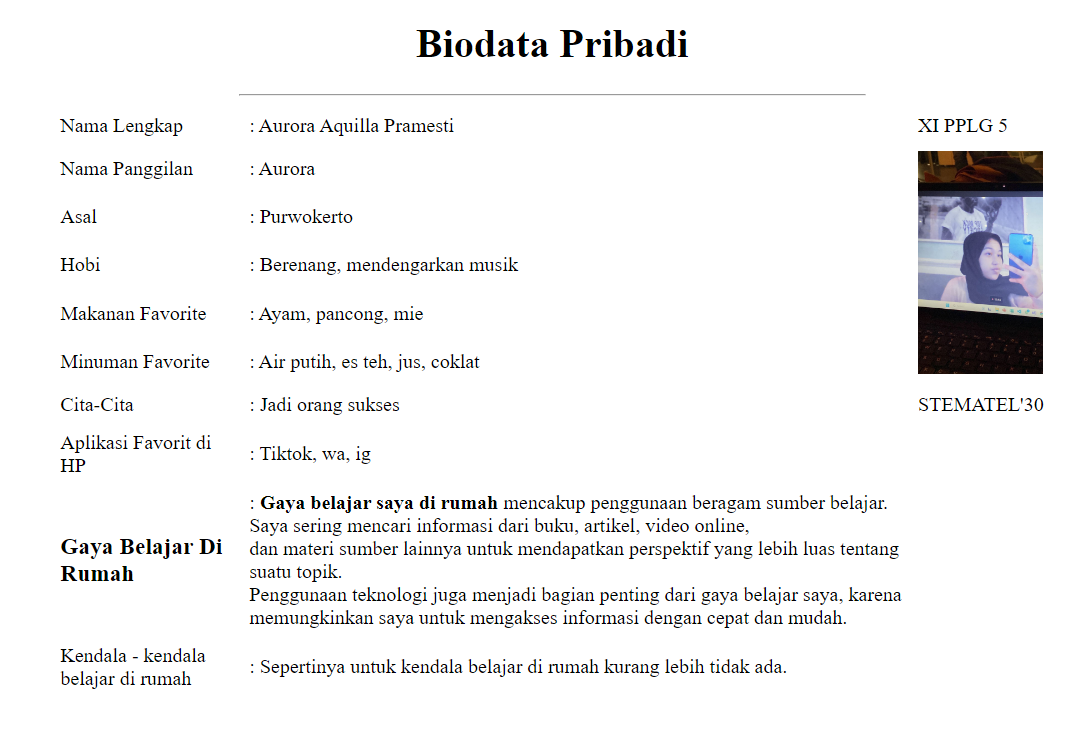 Biodata Pribadi
Nama Lengkap : Aurora Aquilla Pramesti XI PPLG 5
Nama Panggilan : Aurora
Asal : Purwokerto
Hobi : Berenang, mendengarkan musik
Makanan Favorite : Ayam, pancong, mie
Minuman Favorite : Air putih, es teh, jus, coklat
Cita-Cita : Jadi orang sukses STEMATEL'30
Aplikasi Favorit di
HP
: Tiktok, wa, ig
Gaya Belajar Di
Rumah
: Gaya belajar saya di rumah mencakup penggunaan beragam sumber belajar.
Saya sering mencari informasi dari buku, artikel, video online,
dan materi sumber lainnya untuk mendapatkan perspektif yang lebih luas tentang
suatu topik.
Penggunaan teknologi juga menjadi bagian penting dari gaya belajar saya, karena
memungkinkan saya untuk mengakses informasi dengan cepat dan mudah.
Kendala - kendala
belajar di rumah
: Sepertinya untuk kendala belajar di rumah kurang lebih tidak ada.